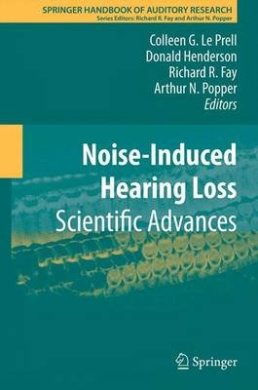 SPRINGER HANDBOOK OF AUDITORY RESEARCH
Series Editors: Richard R. Fay and Arthur N. Popper
Colleen G. Le Prell
Donald Henderson
Richard R. Fay
Arthur N. Popper
Editors
Noise-Induced
Hearing Loss
Scientific Advances
Springer